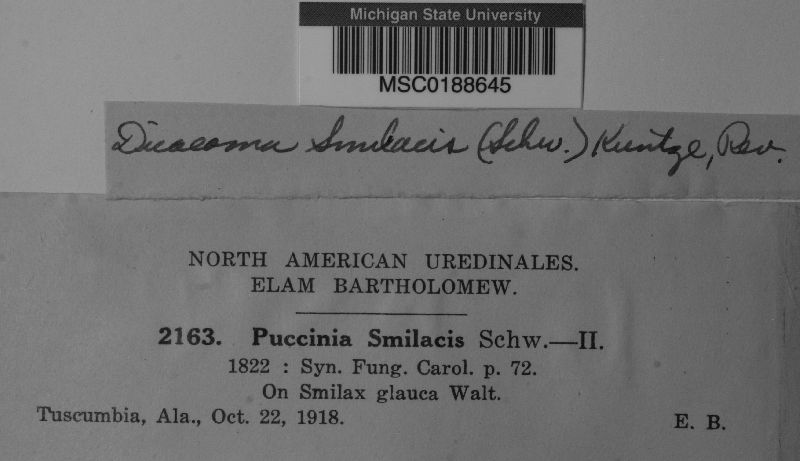 Michigan State University
MSC0188645
Dicaeoma Smilacis (Schw.) Kuntze, Rev.
NORTH AMERICAN UREDINALES.
ELAM BARTHOLOMEW.
2163. Puccinia Smilacis Schw.—II.
1822 : Syn. Fung. Carol. p. 72.
On Smilax glauca Walt.
Tuscumbia, Ala., Oct. 22, 1918. E. B.